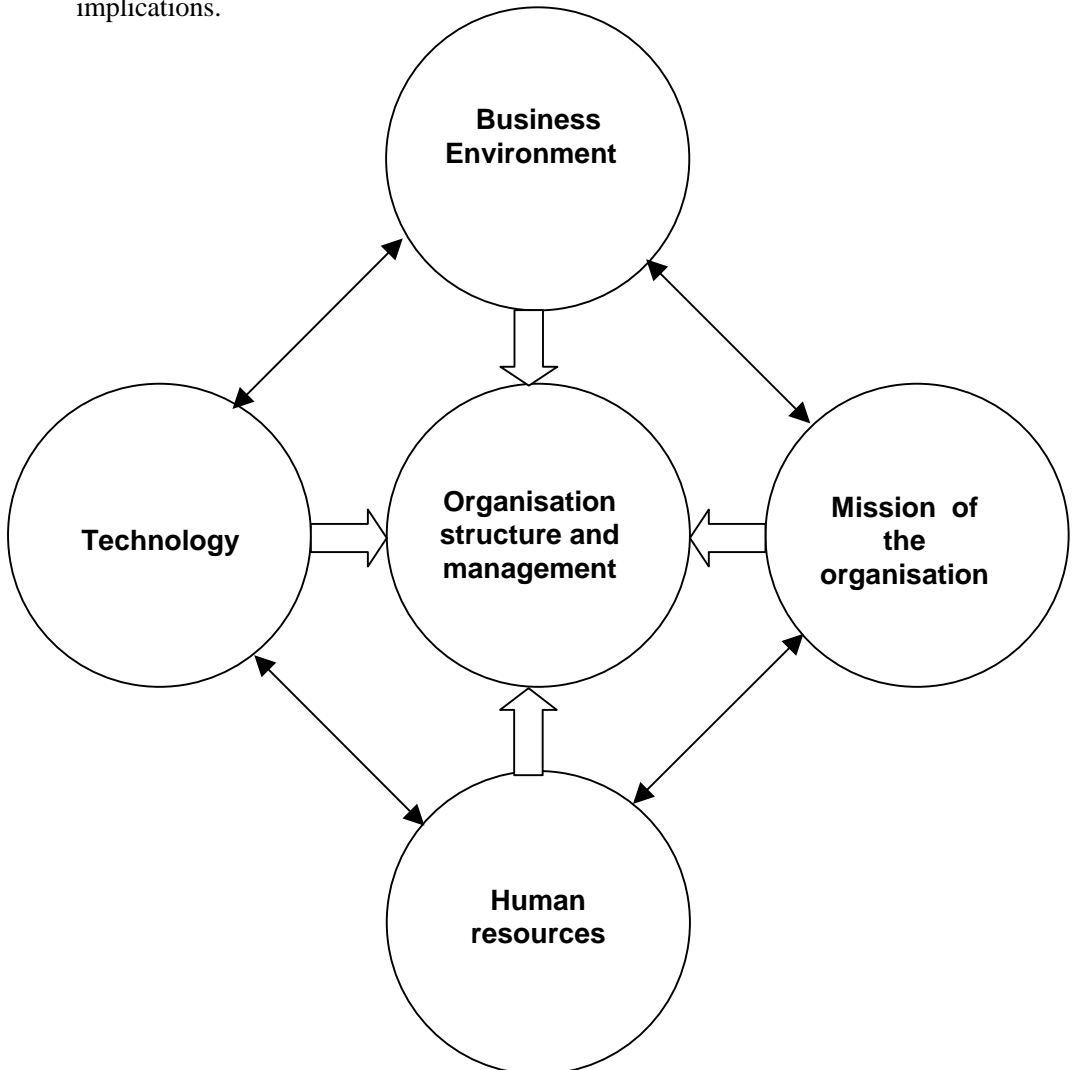 implications.
Business
Environment
Technology
Organisation
structure and
management
Mission of
the
organisation
Human
resources